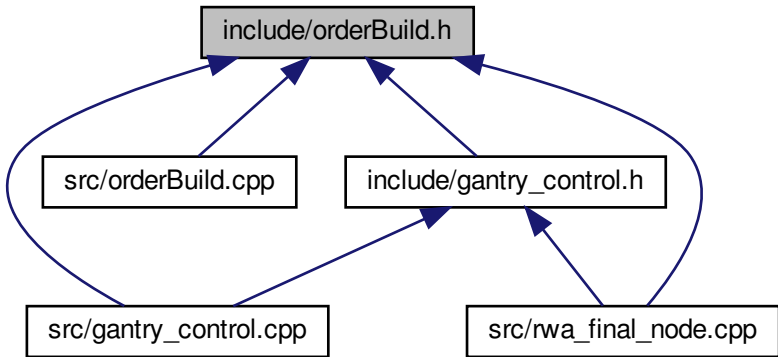 include/orderBuild.h
src/orderBuild.cpp
include/gantry_control.h
src/gantry_control.cpp
src/rwa_final_node.cpp